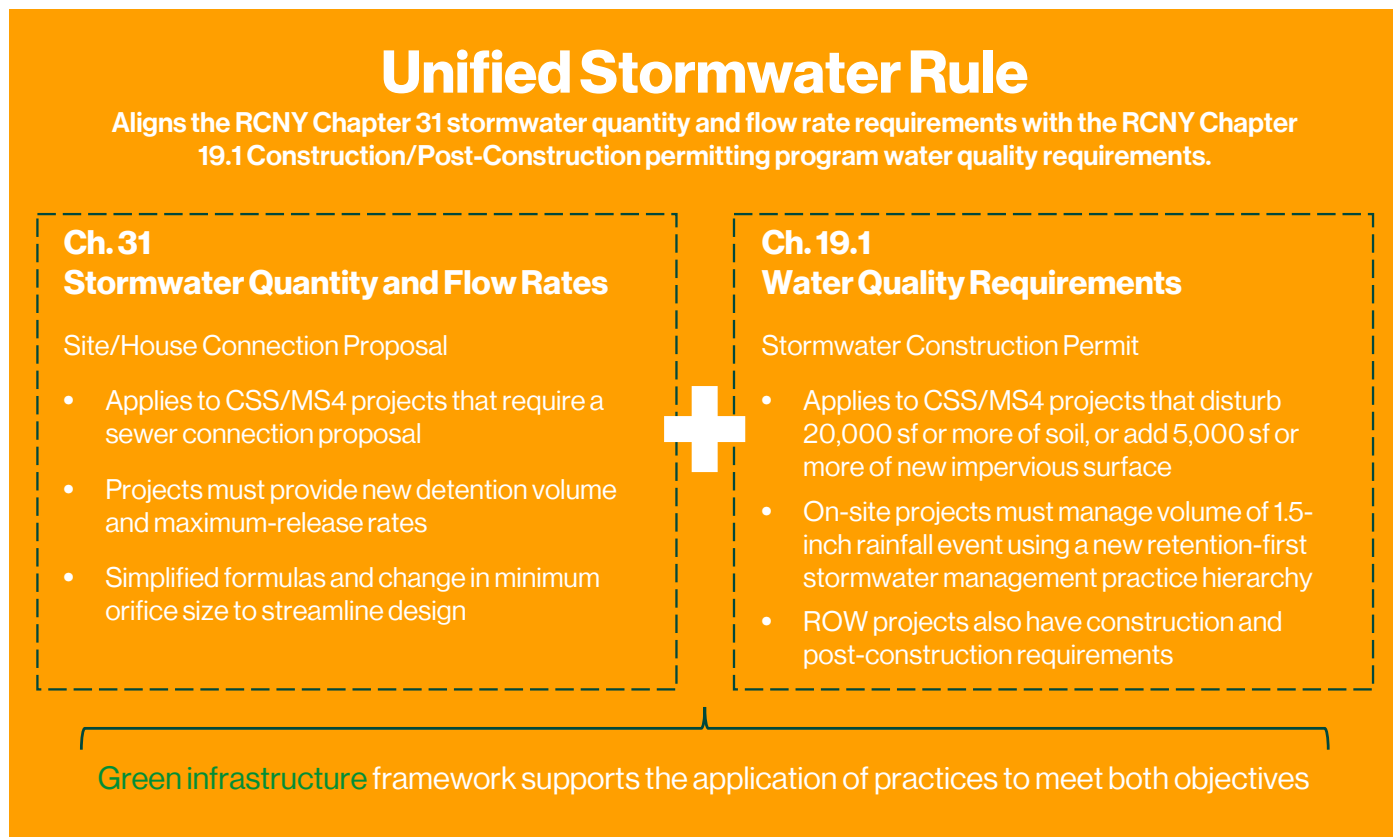 Unified Stormwater Rule
Aligns the RCNY Chapter 31 stormwater quantity and flow rate requirements with the RCNY Chapter
19.1 Construction/Post-Construction permitting program water quality requirements.
Ch. 31
Stormwater Quantity and Flow Rates
Site/House Connection Proposal
• Applies to CSS/MS4 projects that require a
sewer connection proposal
• Projects must provide new detention volume
and maximum-release rates
• Simplified formulas and change in minimum
orifice size to streamline design
Ch. 19.1
Water Quality Requirements
Stormwater Construction Permit
• Applies to CSS/MS4 projects that disturb
20,000 sf or more of soil, or add 5,000 sf or
more of new impervious surface
• On-site projects must manage volume of 1.5-
inch rainfall event using a new retention-first
stormwater management practice hierarchy
• ROW projects also have construction and
post-construction requirements
Green infrastructure framework supports the application of practices to meet both objectives